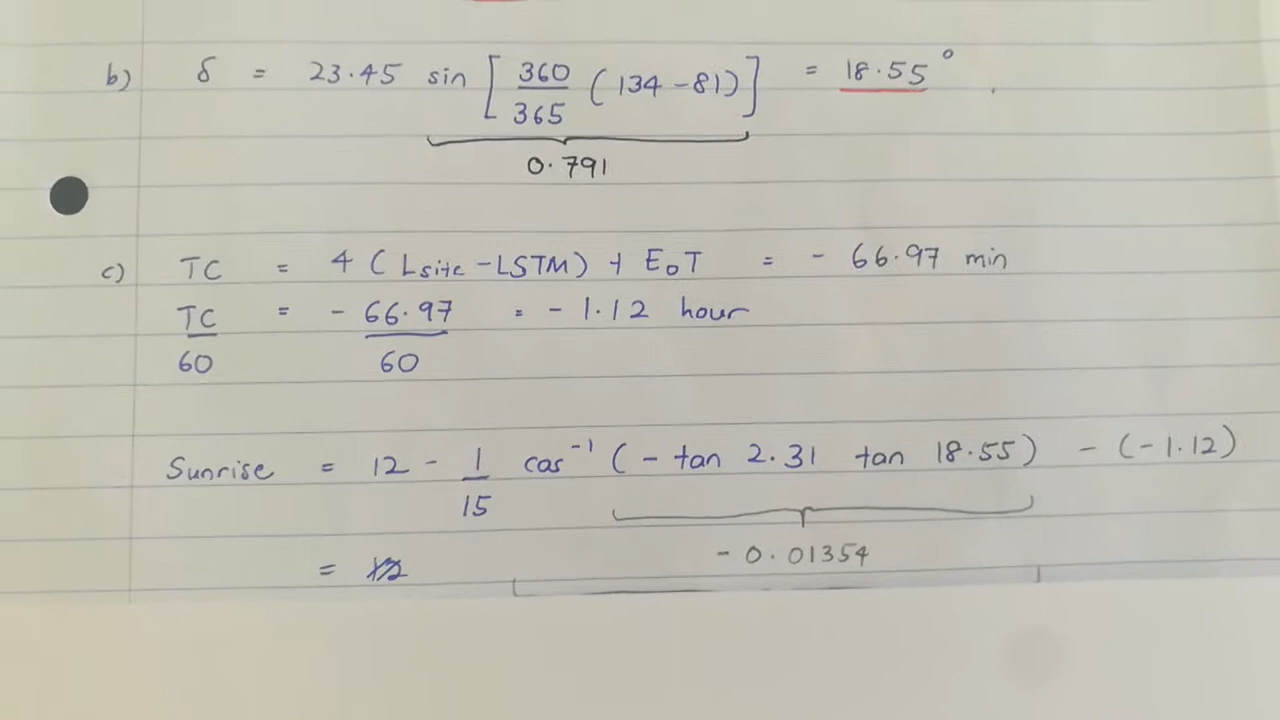 b) δ = 23.45 sin [ 360/365 (134 - 81) ] = 18.55°
0.791
c) TC = 4 (Lsite - LSTM) + EoT = - 66.97 min
TC/60 = - 66.97/60 = - 1.12 hour
Sunrise = 12 - 1/15 cos⁻¹ (- tan 2.31 tan 18.55) - (-1.12)
- 0.01354
=